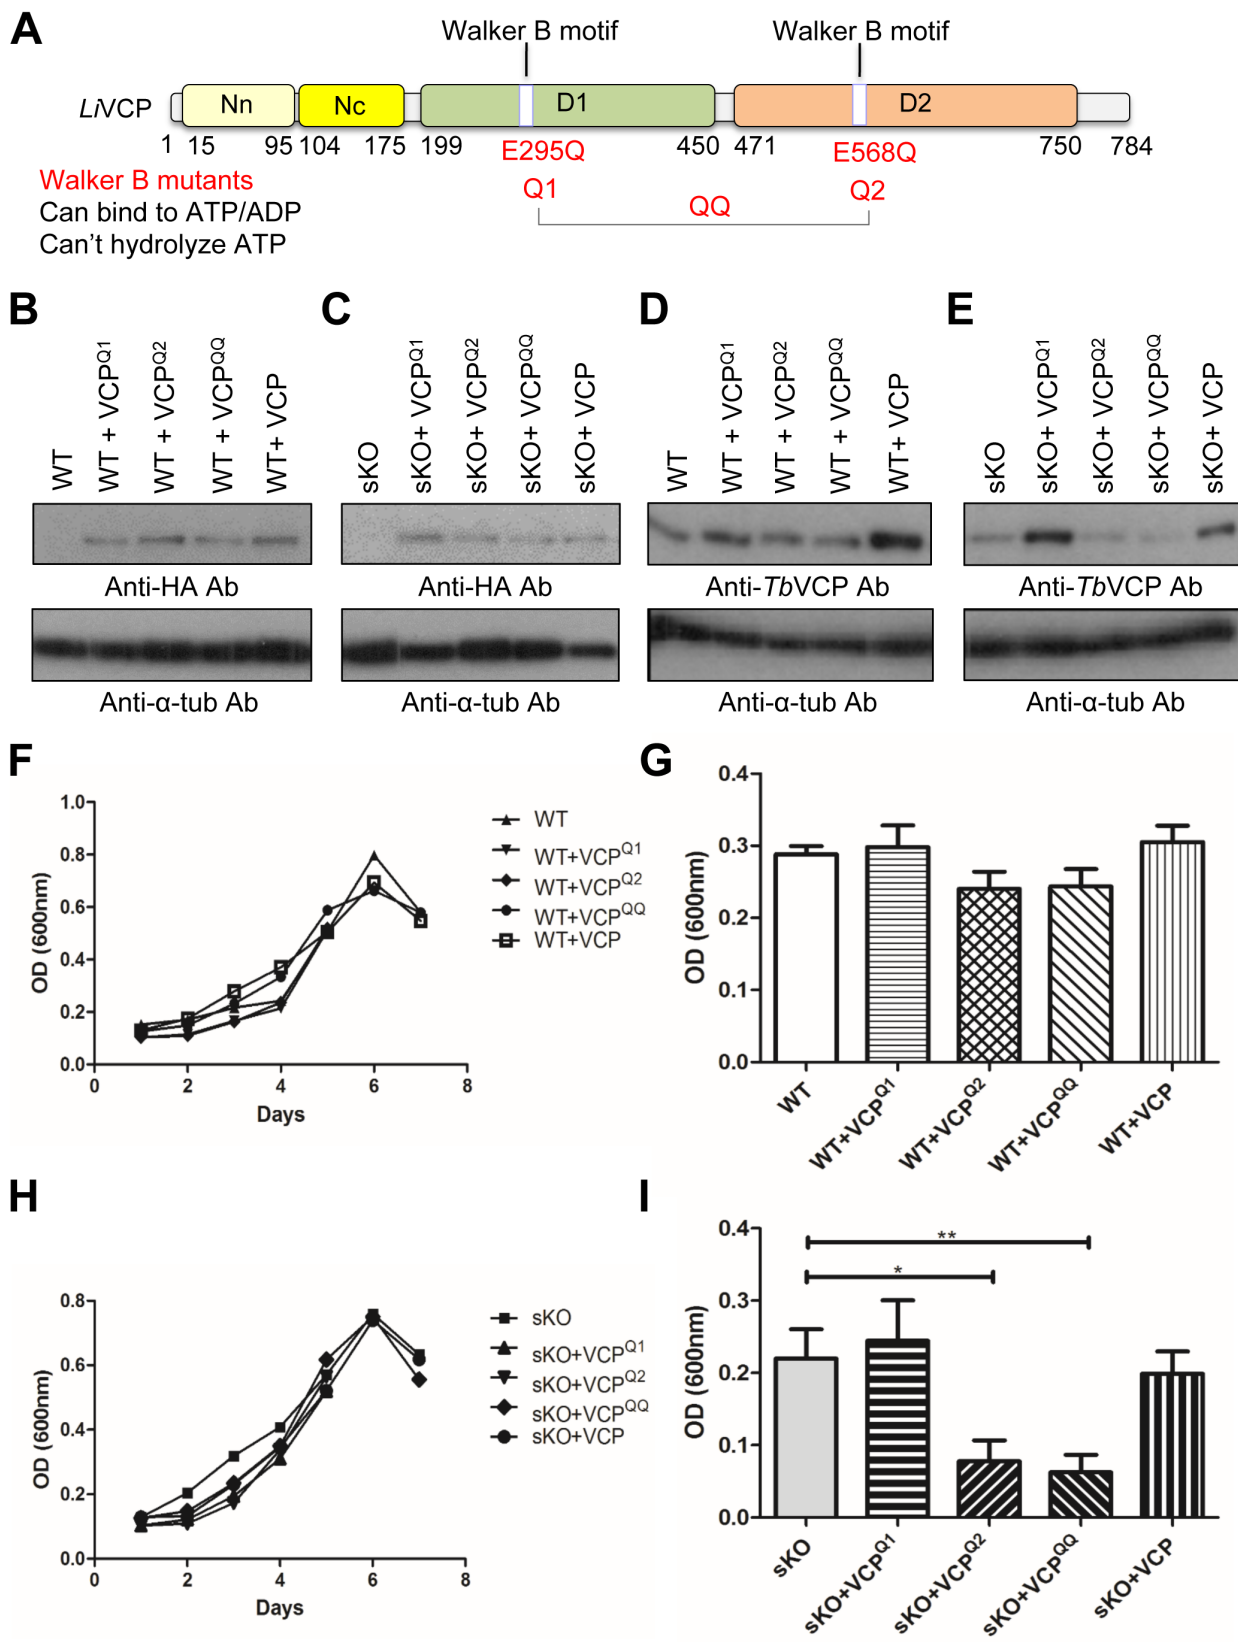 A
Walker B motif Walker B motif
LiVCP Nn Nc D1 D2
1 15 95 104 175 199 E295Q 450 471 E568Q 750 784
Walker B mutants
Q1 QQ Q2
Can bind to ATP/ADP
Can't hydrolyze ATP
B
WT
WT + VCPQ1
WT + VCPQ2
WT + VCPQQ
WT+ VCP
Anti-HA Ab
Anti-α-tub Ab
C
sKO
sKO+ VCPQ1
sKO+ VCPQ2
sKO+ VCPQQ
sKO+ VCP
Anti-HA Ab
Anti-α-tub Ab
D
WT
WT + VCPQ1
WT + VCPQ2
WT + VCPQQ
WT+ VCP
Anti-TbVCP Ab
Anti-α-tub Ab
E
sKO
sKO+ VCPQ1
sKO+ VCPQ2
sKO+ VCPQQ
sKO+ VCP
Anti-TbVCP Ab
Anti-α-tub Ab
F
OD (600nm)
1.0
0.8
0.6
0.4
0.2
0.0
0 2 4 6 8
Days
WT
WT+VCPQ1
WT+VCPQ2
WT+VCPQQ
WT+VCP
G
OD (600nm)
0.4
0.3
0.2
0.1
0.0
WT
WT+VCPQ1
WT+VCPQ2
WT+VCPQQ
WT+VCP
H
OD (600nm)
0.8
0.6
0.4
0.2
0.0
0 2 4 6 8
Days
sKO
sKO+VCPQ1
sKO+VCPQ2
sKO+VCPQQ
sKO+VCP
I
OD (600nm)
0.4
0.3
0.2
0.1
0.0
**
*
sKO
sKO+VCPQ1
sKO+VCPQ2
sKO+VCPQQ
sKO+VCP